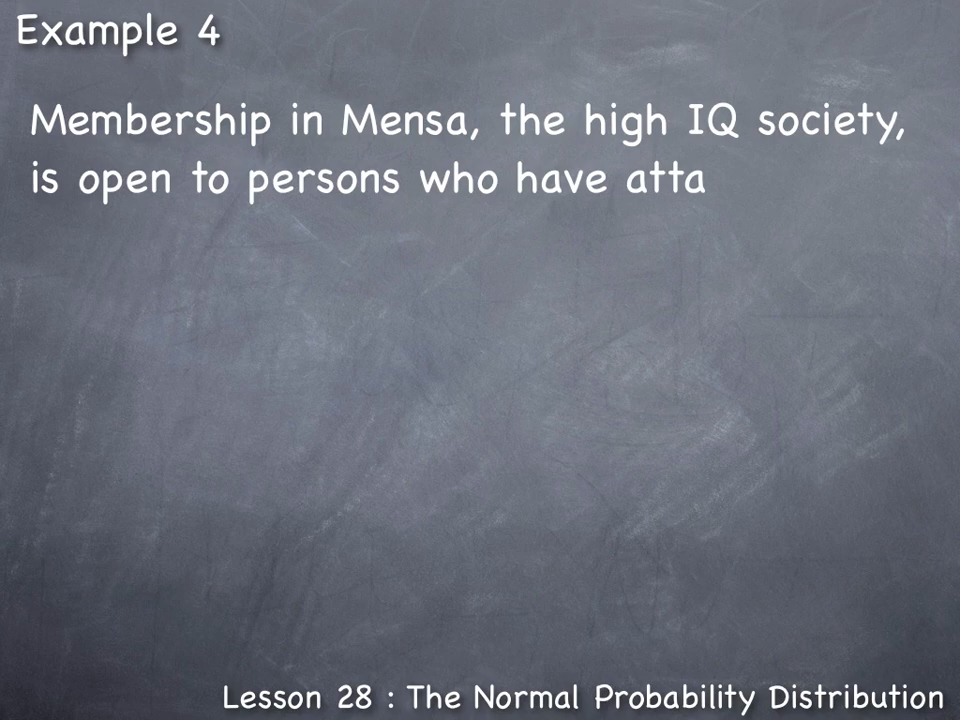 Example 4
Membership in Mensa, the high IQ society,
is open to persons who have atta
Lesson 28 : The Normal Probability Distribution